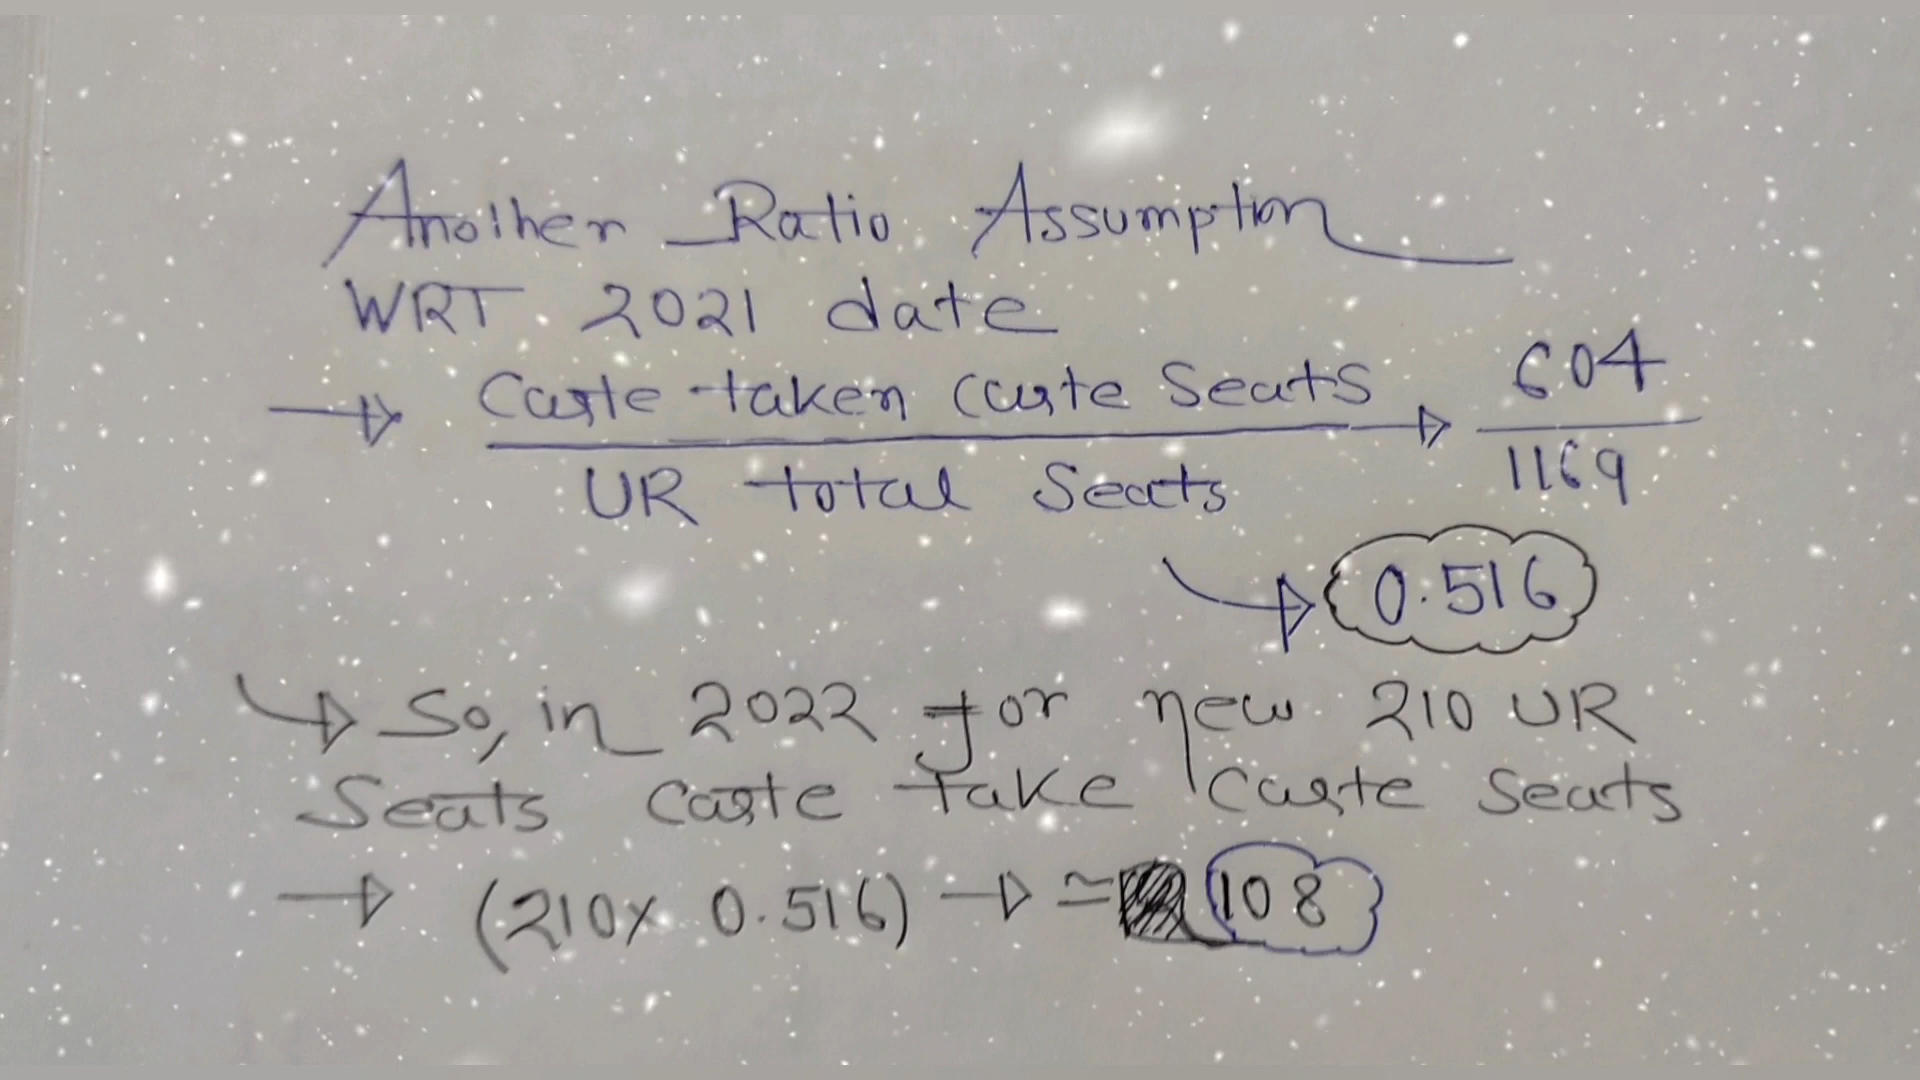 Another Ratio Assumption
WRT 2021 date
→ Caste taken Caste Seats → 604
UR total Seats 1169
→ 0.516
→ So, in 2022 for new 210 UR
Seats Caste take Caste Seats
→ (210x 0.516) → ≃ 108